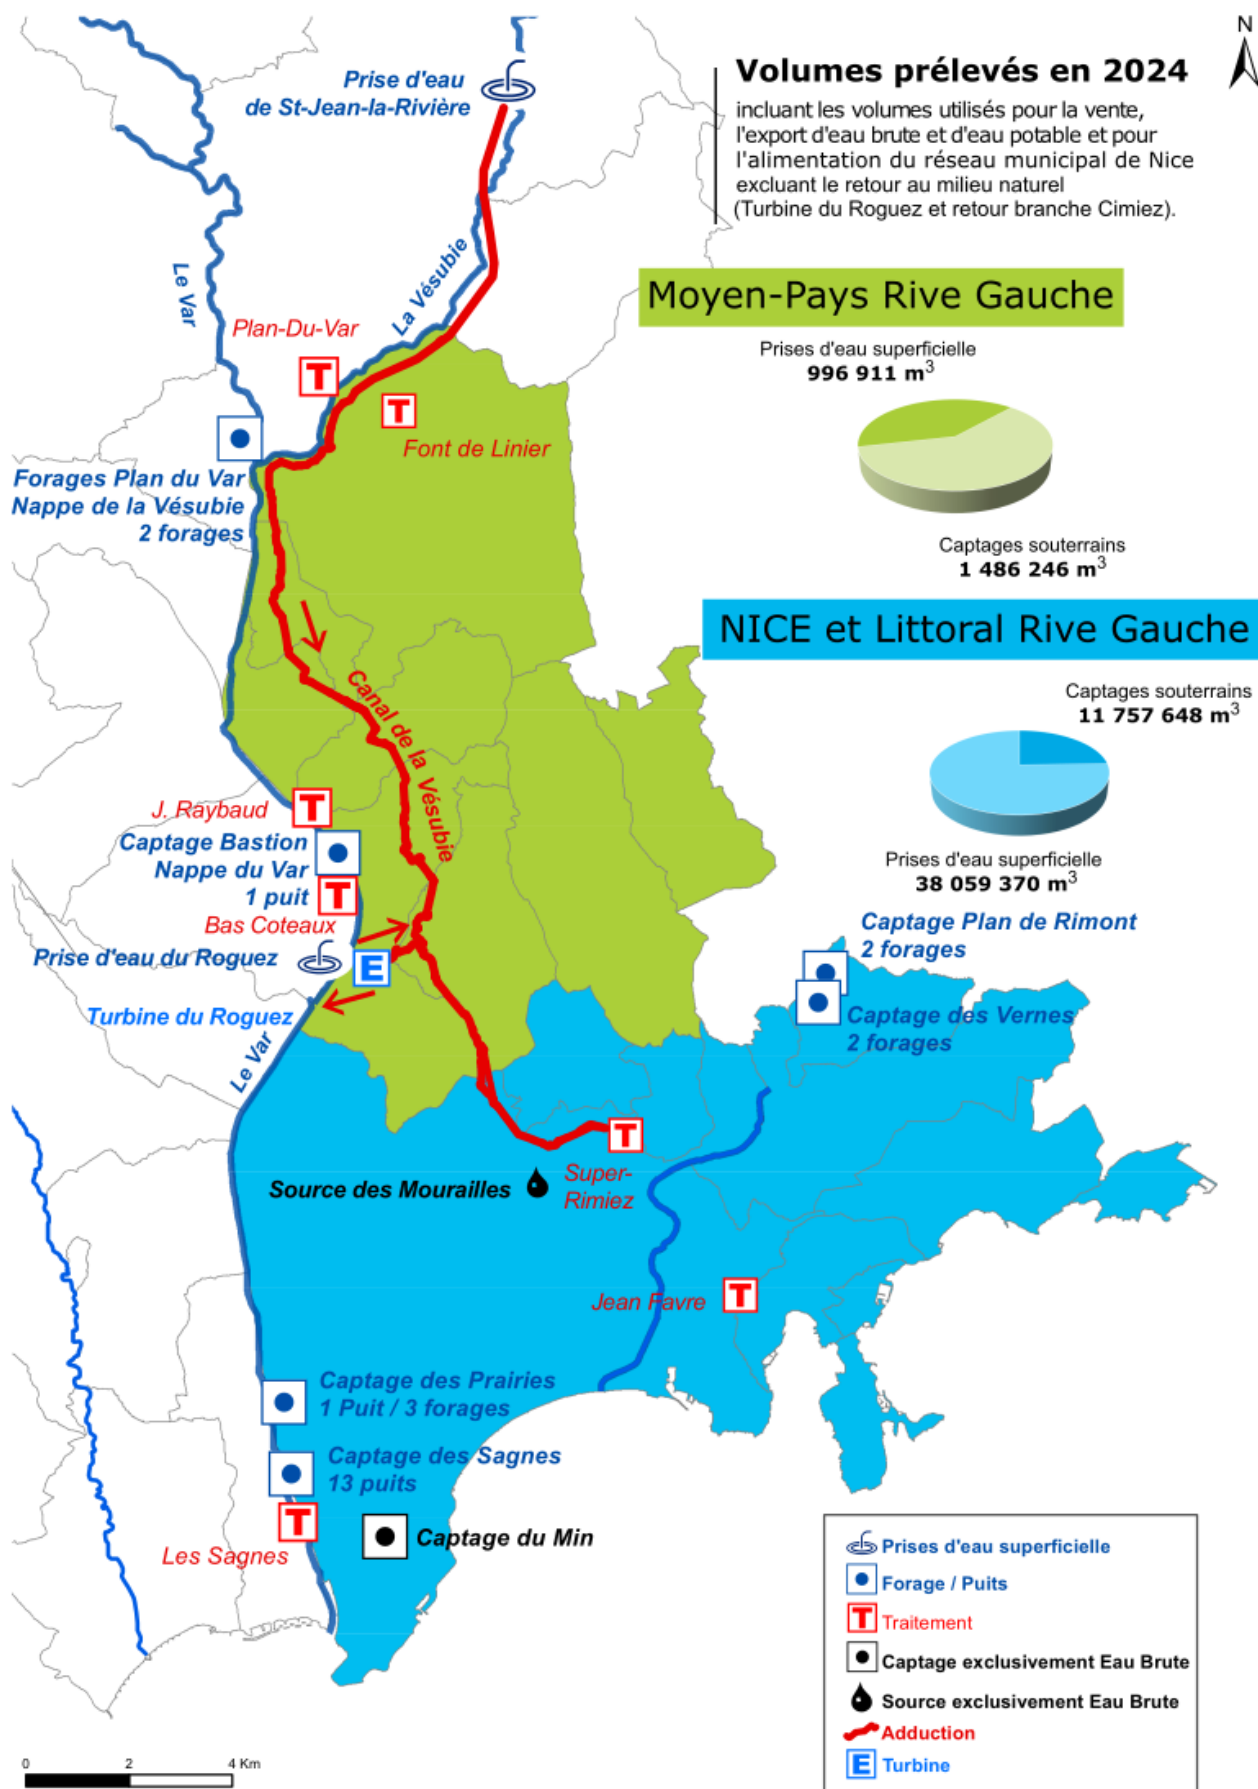 N
Prise d'eau
de St-Jean-la-Rivière
Volumes prélevés en 2024
incluant les volumes utilisés pour la vente,
l'export d'eau brute et d'eau potable et pour
l'alimentation du réseau municipal de Nice
excluant le retour au milieu naturel
(Turbine du Roguez et retour branche Cimiez).
Le Var
La Vésubie
Moyen-Pays Rive Gauche
Plan-Du-Var
T
T
Font de Linier
Prises d'eau superficielle
996 911 m³
Forages Plan du Var
Nappe de la Vésubie
2 forages
Captages souterrains
1 486 246 m³
NICE et Littoral Rive Gauche
Canal de la Vésubie
Captages souterrains
11 757 648 m³
J. Raybaud
T
Captage Bastion
Nappe du Var
1 puit
T
Bas Coteaux
Prises d'eau superficielle
38 059 370 m³
Prise d'eau du Roguez
E
Turbine du Roguez
Le Var
Captage Plan de Rimont
2 forages
Captage des Vernes
2 forages
T
Super-
Rimiez
Source des Mourailles
Jean Favre
T
Captage des Prairies
1 Puit / 3 forages
Captage des Sagnes
13 puits
T
Les Sagnes
Captage du Min
Prises d'eau superficielle
Forage / Puits
T Traitement
Captage exclusivement Eau Brute
Source exclusivement Eau Brute
Adduction
E Turbine
0 2 4 Km